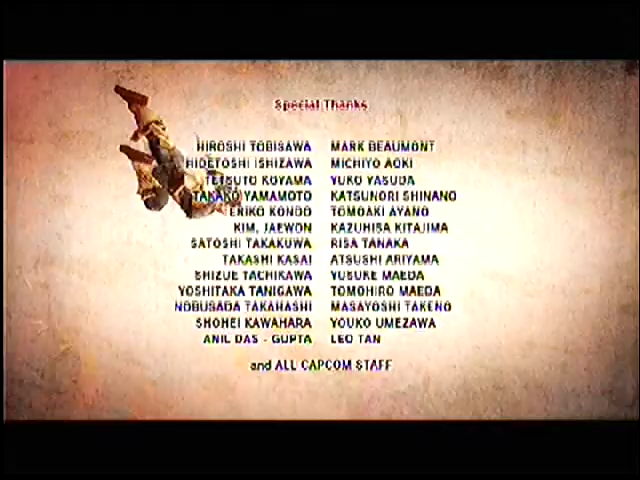 Special Thanks
HIROSHI TOBISAWA MARK BEAUMONT
HIDETOSHI ISHIZAWA MICHIYO AOKI
TETSUTO KOYAMA YUKO YASUDA
TAKAKO YAMAMOTO KATSUNORI SHINANO
ERIKO KONDO TOMOAKI AYANO
KIM, JAEWON KAZUHISA KITAJIMA
SATOSHI TAKAKUWA RISA TANAKA
TAKASHI KASAI ATSUSHI ARIYAMA
SHIZUE TACHIKAWA YUSUKE MAEDA
YOSHITAKA TANIGAWA TOMOHIRO MAEDA
NOBUSADA TAKAHASHI MASAYOSHI TAKENO
SHOHEI KAWAHARA YOUKO UMEZAWA
ANIL DAS - GUPTA LEO TAN
and ALL CAPCOM STAFF